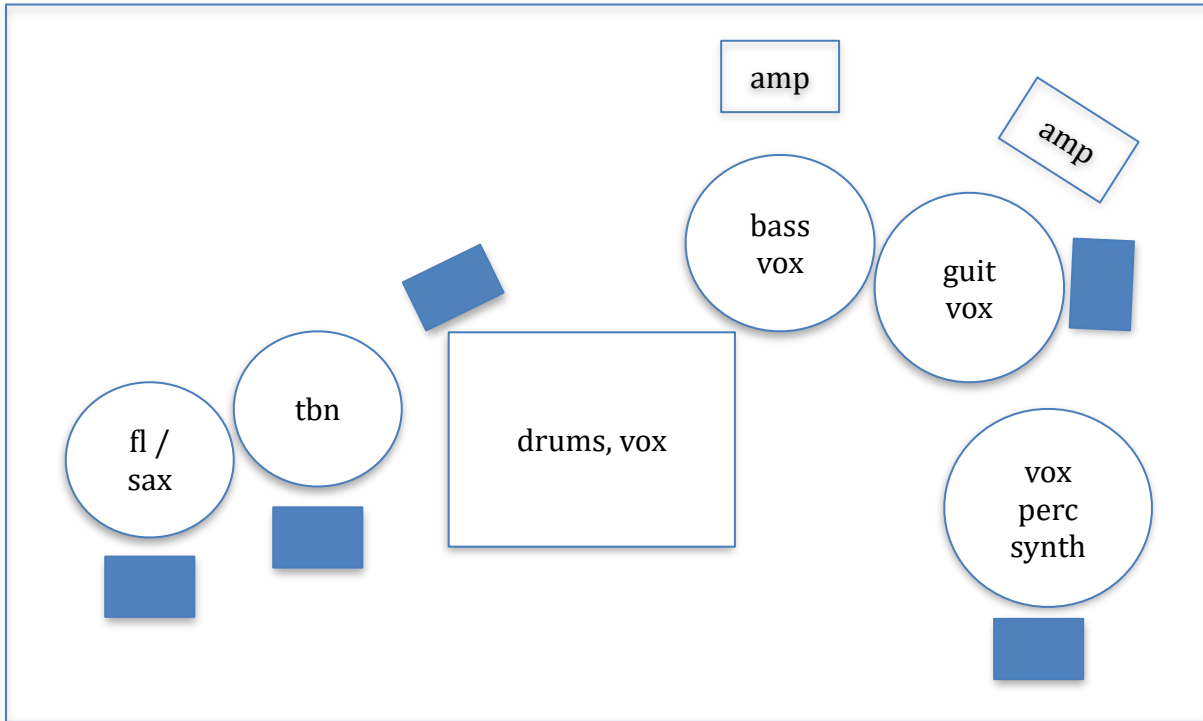 amp
amp
bass
vox
guit
vox
tbn
fl /
sax
drums, vox
vox
perc
synth